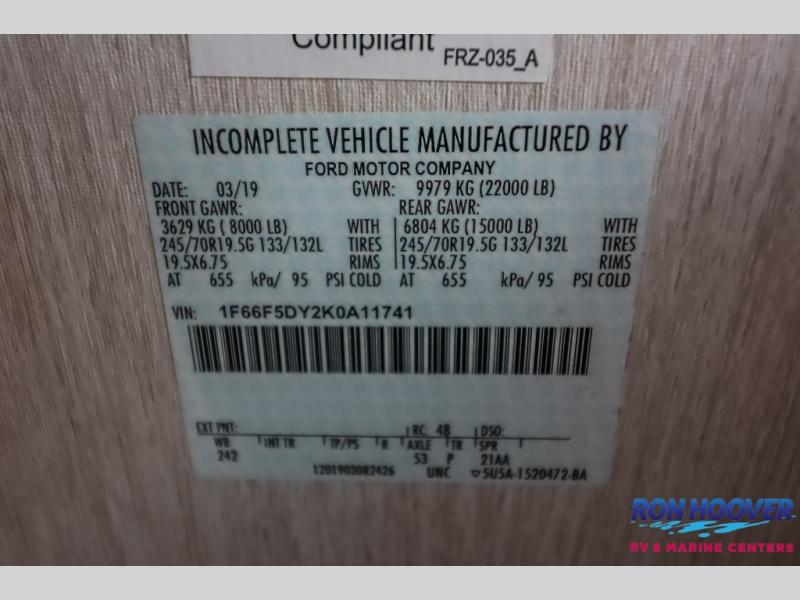 Compliant
FRZ-035_A
INCOMPLETE VEHICLE MANUFACTURED BY
FORD MOTOR COMPANY
DATE: 03/19 GVWR: 9979 KG (22000 LB)
FRONT GAWR: REAR GAWR:
3629 KG ( 8000 LB) WITH 6804 KG (15000 LB) WITH
245/70R19.5G 133/132L TIRES 245/70R19.5G 133/132L TIRES
19.5X6.75 RIMS 19.5X6.75 RIMS
AT 655 kPa/ 95 PSI COLD AT 655 kPa/ 95 PSI COLD
VIN: 1F66F5DY2K0A11741
EXT PNT: RC: 48 DSO:
WB INT TR TP/PS R AXLE TR SPR
242 53 P 21AA
1201903082426 UNC 5U5A-1520472-BA
RON HOOVER
RV & MARINE CENTERS